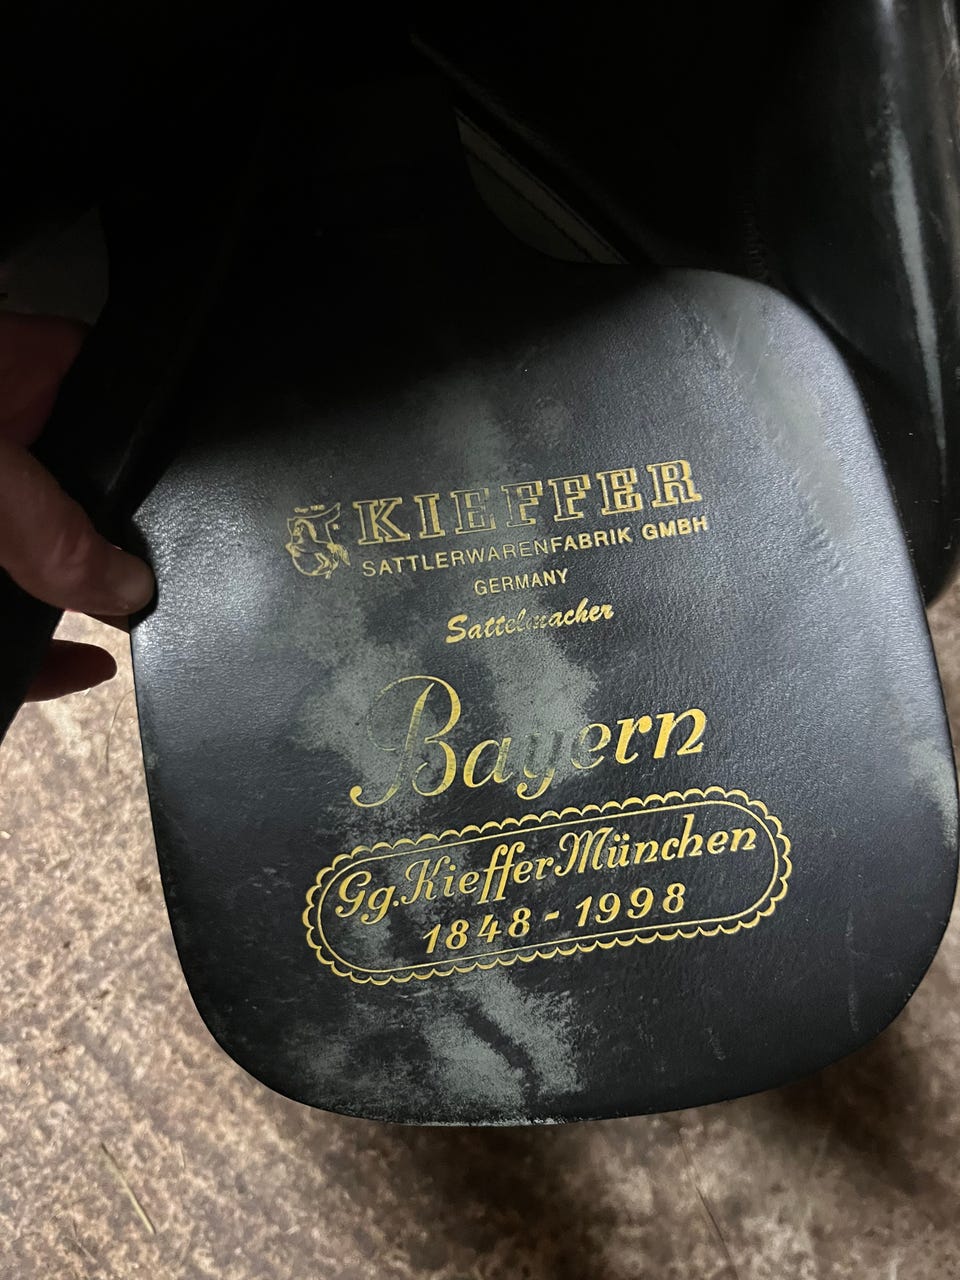 KIEFFER
SATTLERWARENFABRIK GMBH
GERMANY
Sattelmacher
Bayern
Gg. Kieffer München
1848 - 1998